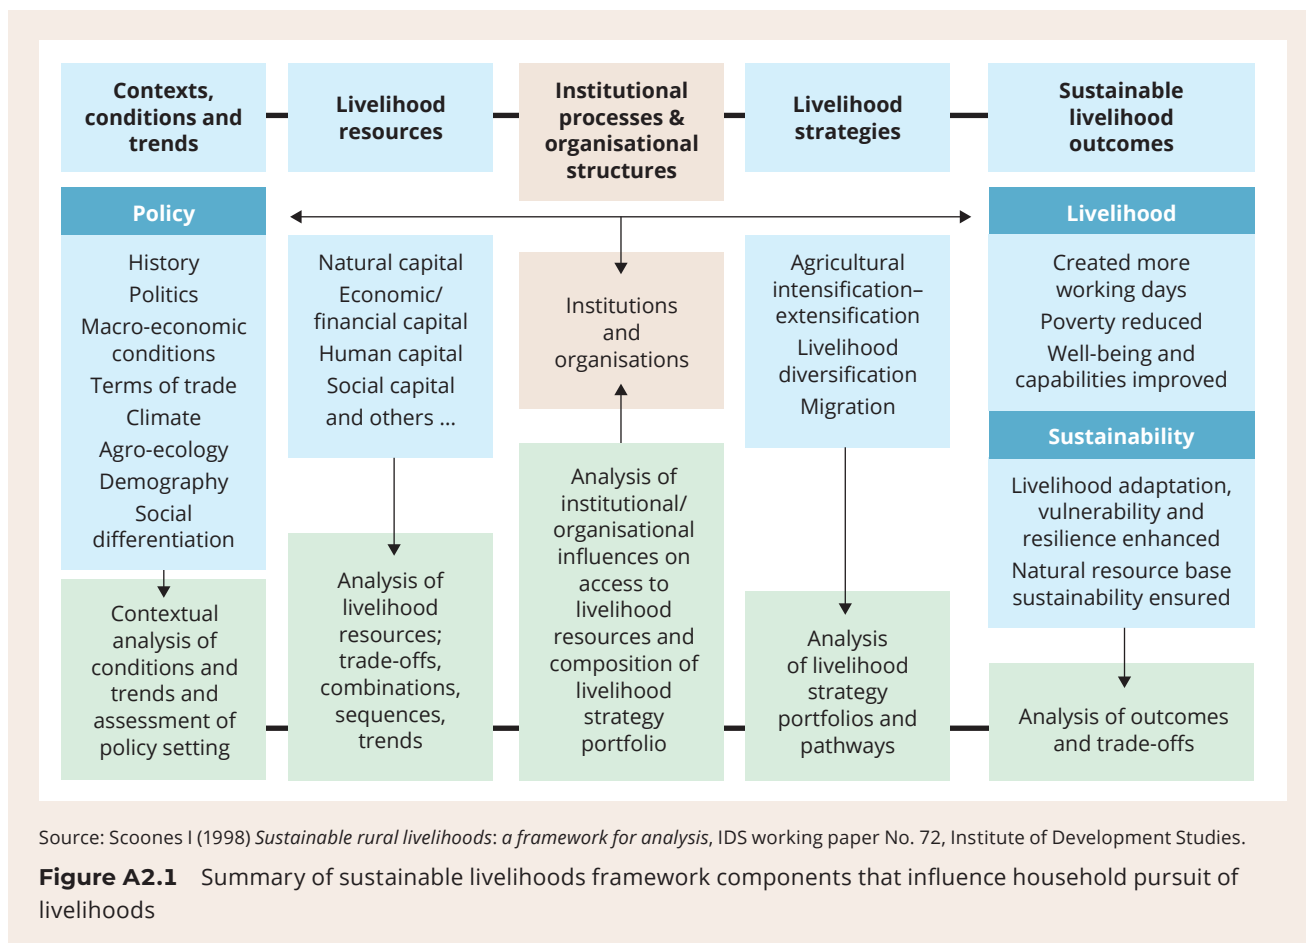 Contexts,
conditions and
trends
Livelihood
resources
Institutional
processes &
organisational
structures
Livelihood
strategies
Sustainable
livelihood
outcomes
Policy
History
Politics
Macro-economic
conditions
Terms of trade
Climate
Agro-ecology
Demography
Social
differentiation
Contextual
analysis of
conditions and
trends and
assessment of
policy setting
Natural capital
Economic/
financial capital
Human capital
Social capital
and others ...
Analysis of
livelihood
resources;
trade-offs,
combinations,
sequences,
trends
Institutions
and
organisations
Analysis of
institutional/
organisational
influences on
access to
livelihood
resources and
composition of
livelihood
strategy
portfolio
Agricultural
intensification–
extensification
Livelihood
diversification
Migration
Analysis
of livelihood
strategy
portfolios and
pathways
Livelihood
Created more
working days
Poverty reduced
Well-being and
capabilities improved
Sustainability
Livelihood adaptation,
vulnerability and
resilience enhanced
Natural resource base
sustainability ensured
Analysis of outcomes
and trade-offs
Source: Scoones I (1998) Sustainable rural livelihoods: a framework for analysis, IDS working paper No. 72, Institute of Development Studies.
Figure A2.1 Summary of sustainable livelihoods framework components that influence household pursuit of
livelihoods